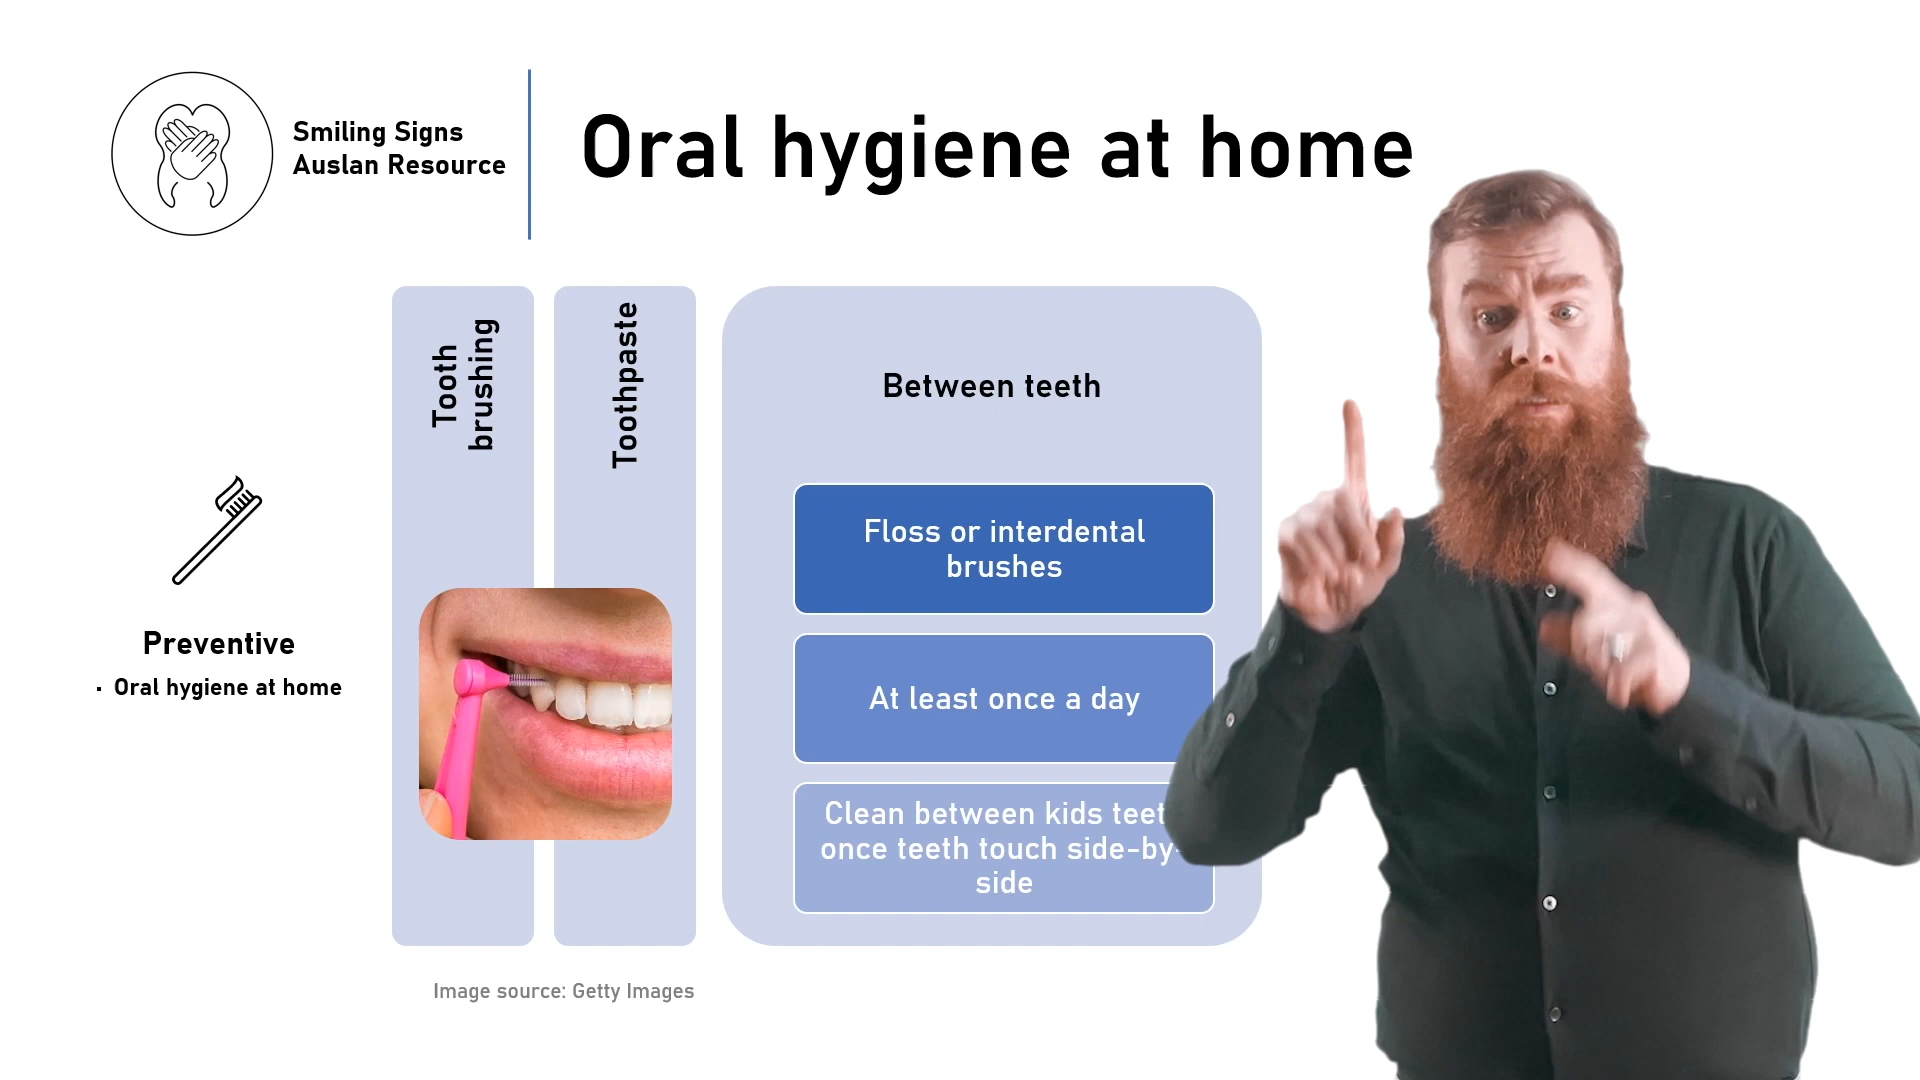 Smiling Signs
Auslan Resource
Oral hygiene at home
Tooth
brushing
Toothpaste
Between teeth
Floss or interdental
brushes
At least once a day
Clean between kids teet
once teeth touch side-by-
side
Preventive
· Oral hygiene at home
Image source: Getty Images